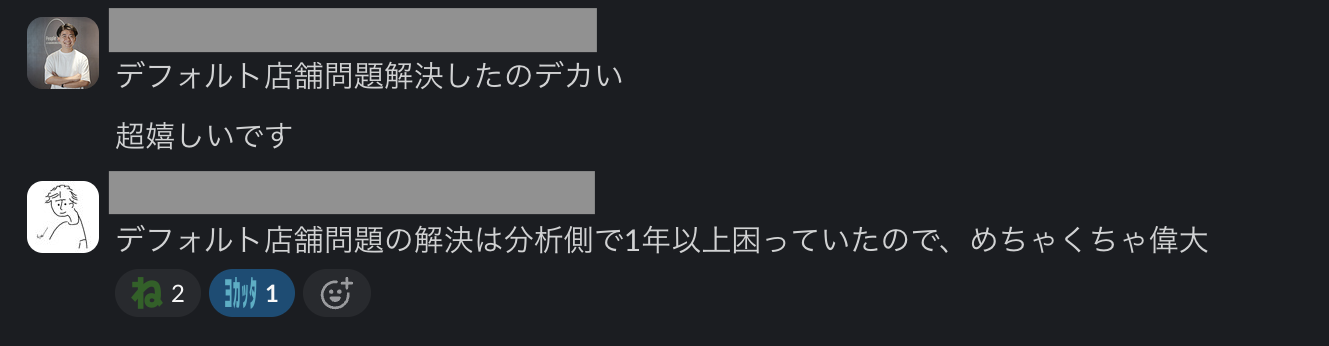 デフォルト店舗問題解決したのデカい
超嬉しいです
デフォルト店舗問題の解決は分析側で1年以上困っていたので、めちゃくちゃ偉大
ね 2 ヨカッタ 1